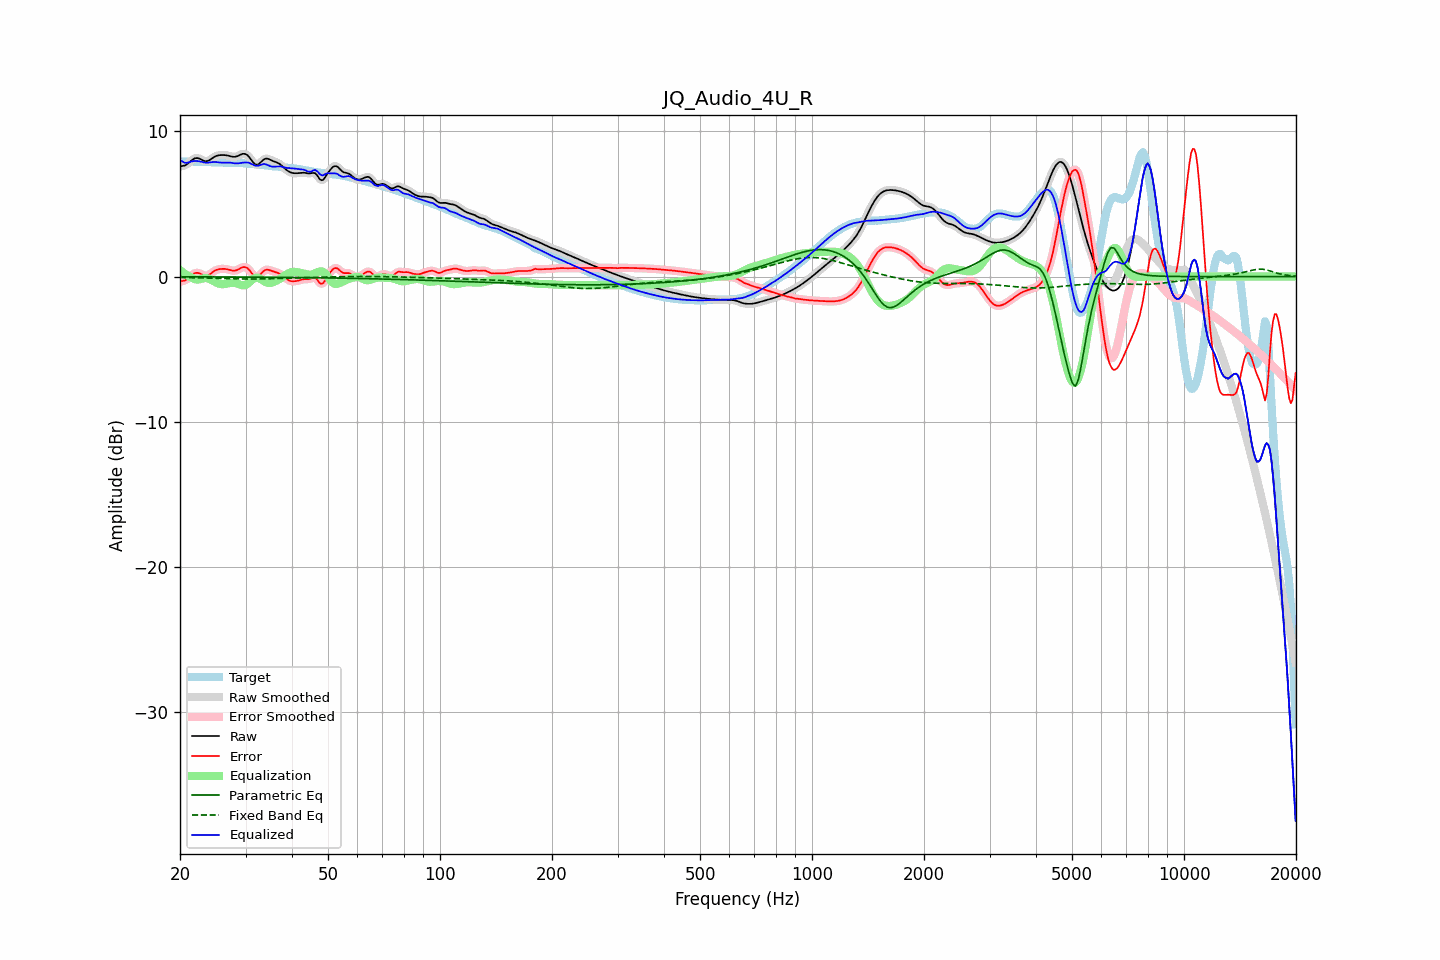 JQ_Audio_4U_R
10
0
−10
−20
−30
Amplitude (dBr)
Target
Raw Smoothed
Error Smoothed
Raw
Error
Equalization
Parametric Eq
Fixed Band Eq
Equalized
20 50 100 200 500 1000 2000 5000 10000 20000
Frequency (Hz)